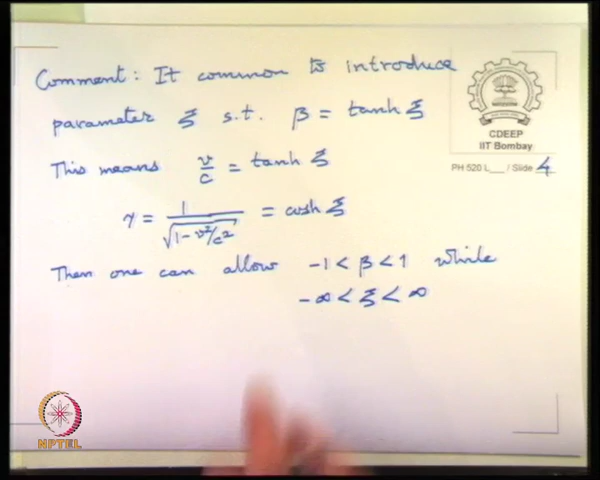 Comment: It common to introduce
parameter ξ s.t. β = tanh ξ
CDEEP
IIT Bombay
This means v/c = tanh ξ
PH 520 L___ / Slide 4
γ = 1/√(1 - v²/c²) = cosh ξ
Then one can allow -1 < β < 1 while
-∞ < ξ < ∞
NPTEL